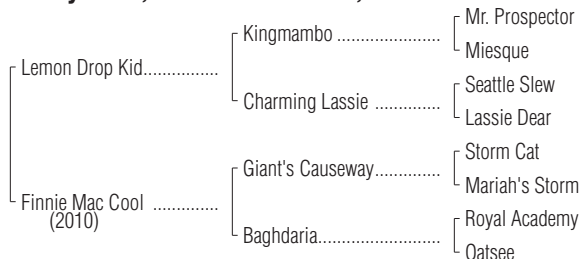 Mr. Prospector
Kingmambo ..................
Miesque
Lemon Drop Kid...............
Seattle Slew
Charming Lassie .............
Lassie Dear
Storm Cat
Giant's Causeway.............
Mariah's Storm
Finnie Mac Cool .............
(2010)
Royal Academy
Baghdaria........................
Oatsee